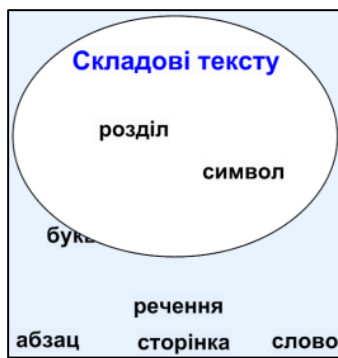 Складові тексту
розділ
символ
речення
абзац сторінка слово